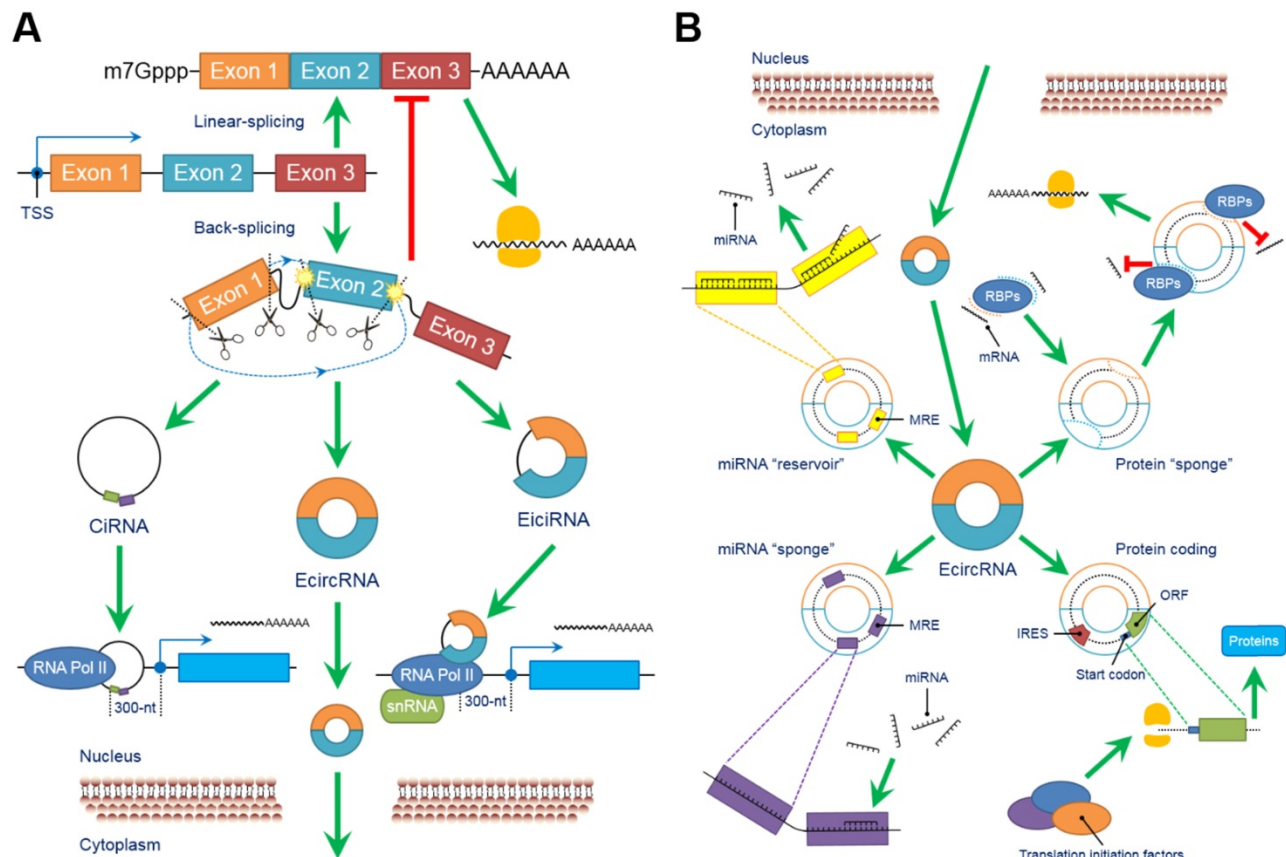 A
m7Gppp
Exon 1
Exon 2
Exon 3
AAAAAA
Linear-splicing
Exon 1
Exon 2
Exon 3
TSS
Back-splicing
AAAAAA
Exon 1
Exon 2
Exon 3
CiRNA
EcircRNA
EiciRNA
AAAAAA
RNA Pol II
300-nt
AAAAAA
RNA Pol II
snRNA
300-nt
Nucleus
Cytoplasm
B
Nucleus
Cytoplasm
miRNA
AAAAAA
RBPs
RBPs
RBPs
mRNA
MRE
miRNA “reservoir”
Protein “sponge”
EcircRNA
miRNA “sponge”
MRE
miRNA
Protein coding
ORF
IRES
Start codon
Proteins
Translation initiation factors